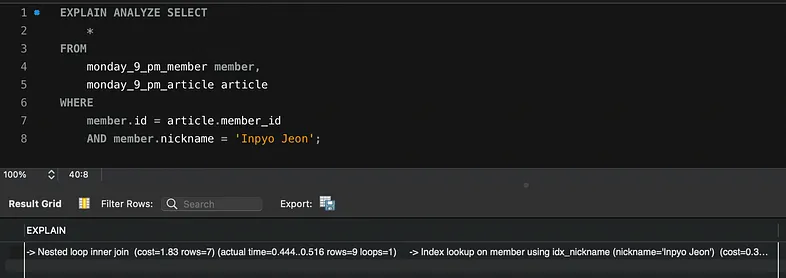 1 EXPLAIN ANALYZE SELECT
2 *
3 FROM
4 monday_9_pm_member member,
5 monday_9_pm_article article
6 WHERE
7 member.id = article.member_id
8 AND member.nickname = 'Inpyo Jeon';
100% 40:8
Result Grid Filter Rows: Search Export:
EXPLAIN
-> Nested loop inner join (cost=1.83 rows=7) (actual time=0.444..0.516 rows=9 loops=1) -> Index lookup on member using idx_nickname (nickname='Inpyo Jeon') (cost=0.3...